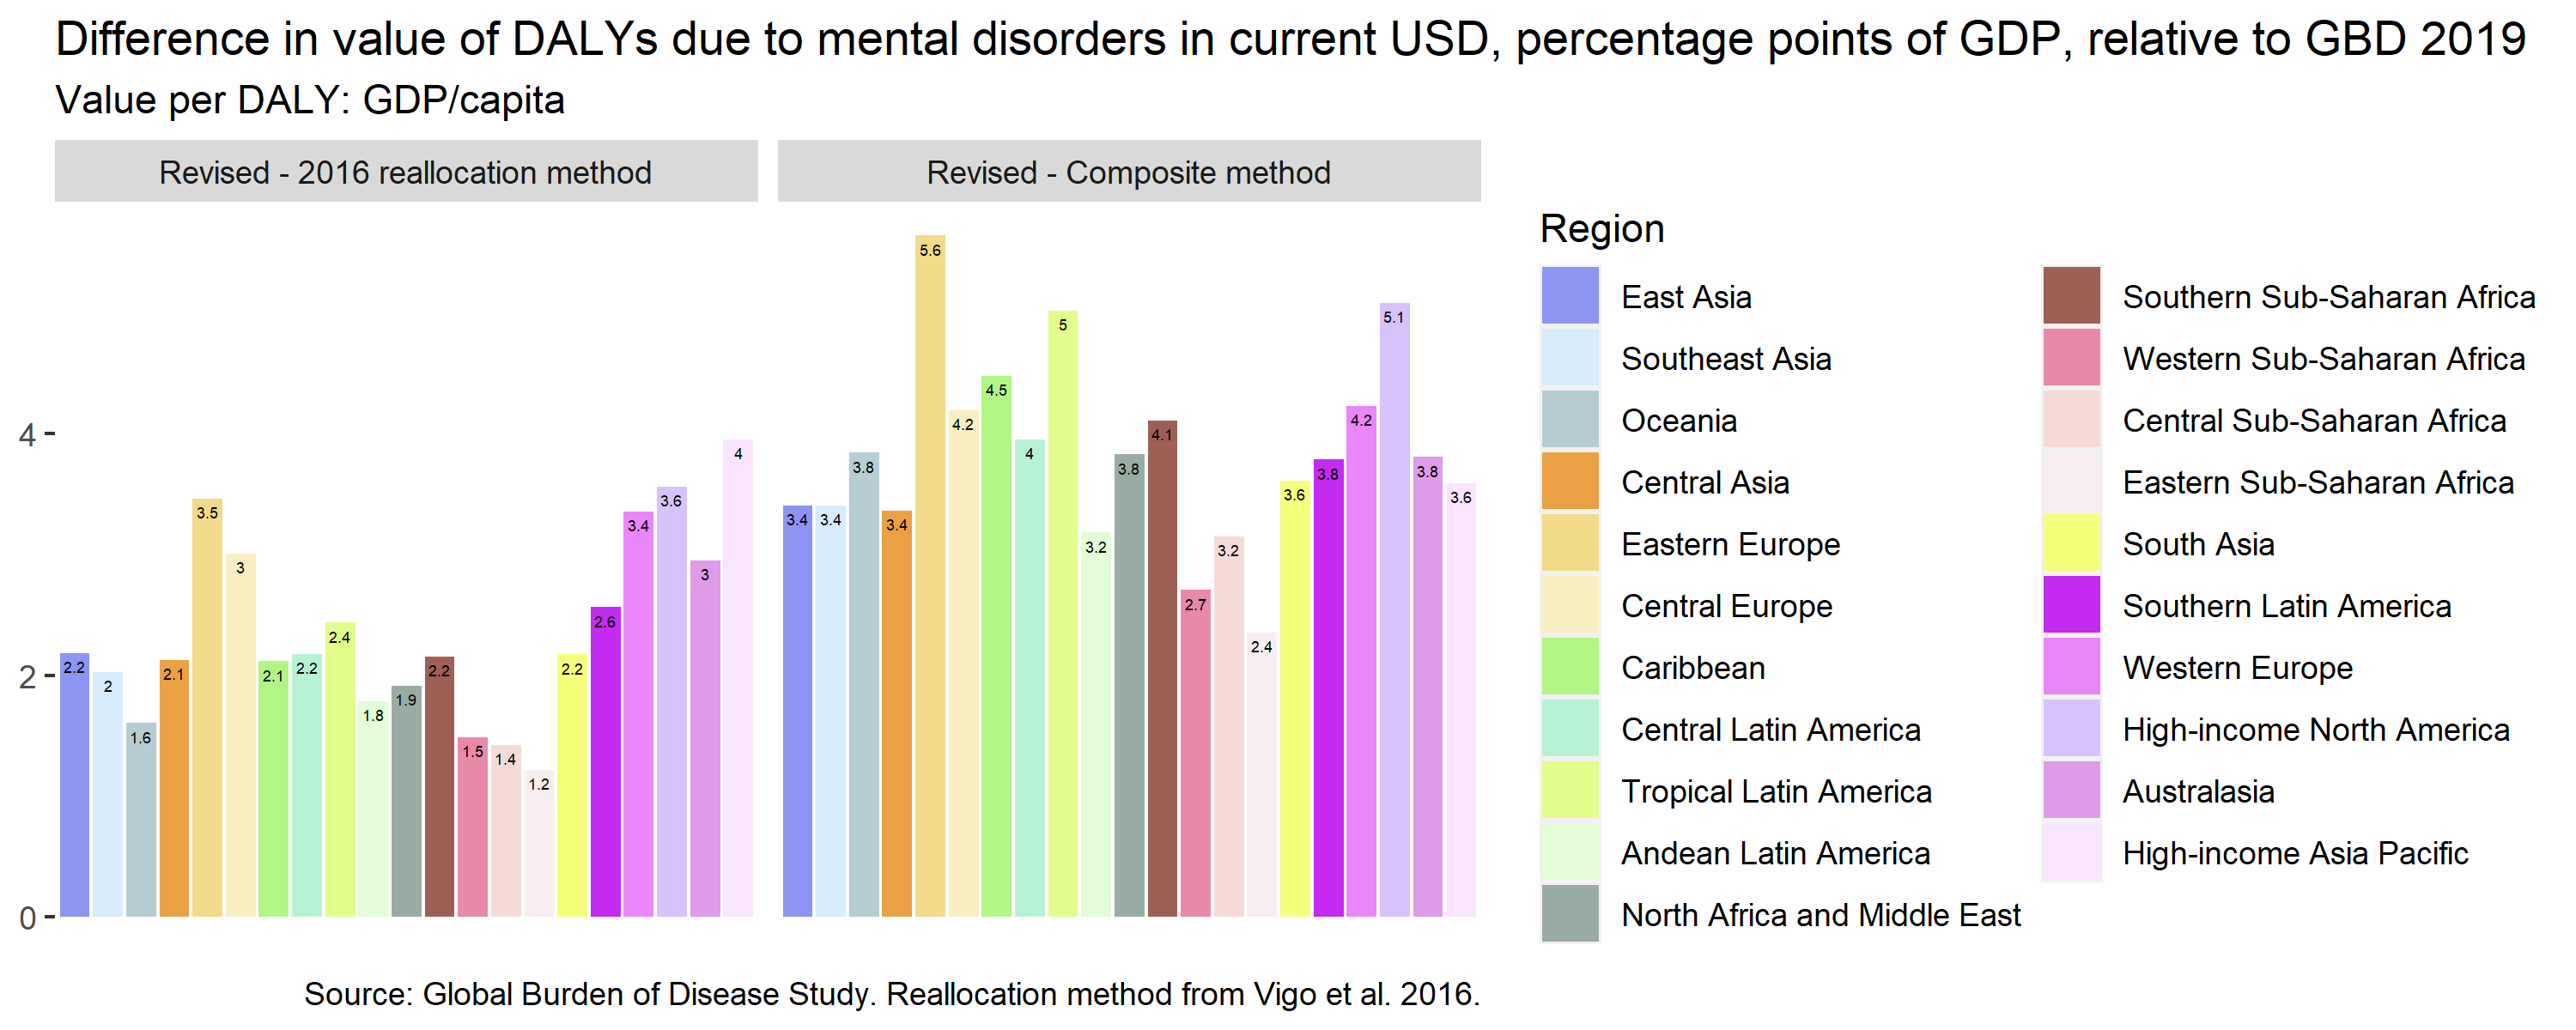 Difference in value of DALYs due to mental disorders in current USD, percentage points of GDP, relative to GBD 2019
Value per DALY: GDP/capita
Revised - 2016 reallocation method
Revised - Composite method
4
2
0
2.2
2
1.6
2.1
3.5
3
2.1
2.2
2.4
1.8
1.9
2.2
1.5
1.4
1.2
2.2
2.6
3.4
3.6
3
4
3.4
3.4
3.8
3.4
5.6
4.2
4.5
4
5
3.2
3.8
4.1
2.7
3.2
2.4
3.6
3.8
4.2
5.1
3.8
3.6
Region
East Asia
Southeast Asia
Oceania
Central Asia
Eastern Europe
Central Europe
Caribbean
Central Latin America
Tropical Latin America
Andean Latin America
North Africa and Middle East
Southern Sub-Saharan Africa
Western Sub-Saharan Africa
Central Sub-Saharan Africa
Eastern Sub-Saharan Africa
South Asia
Southern Latin America
Western Europe
High-income North America
Australasia
High-income Asia Pacific
Source: Global Burden of Disease Study. Reallocation method from Vigo et al. 2016.